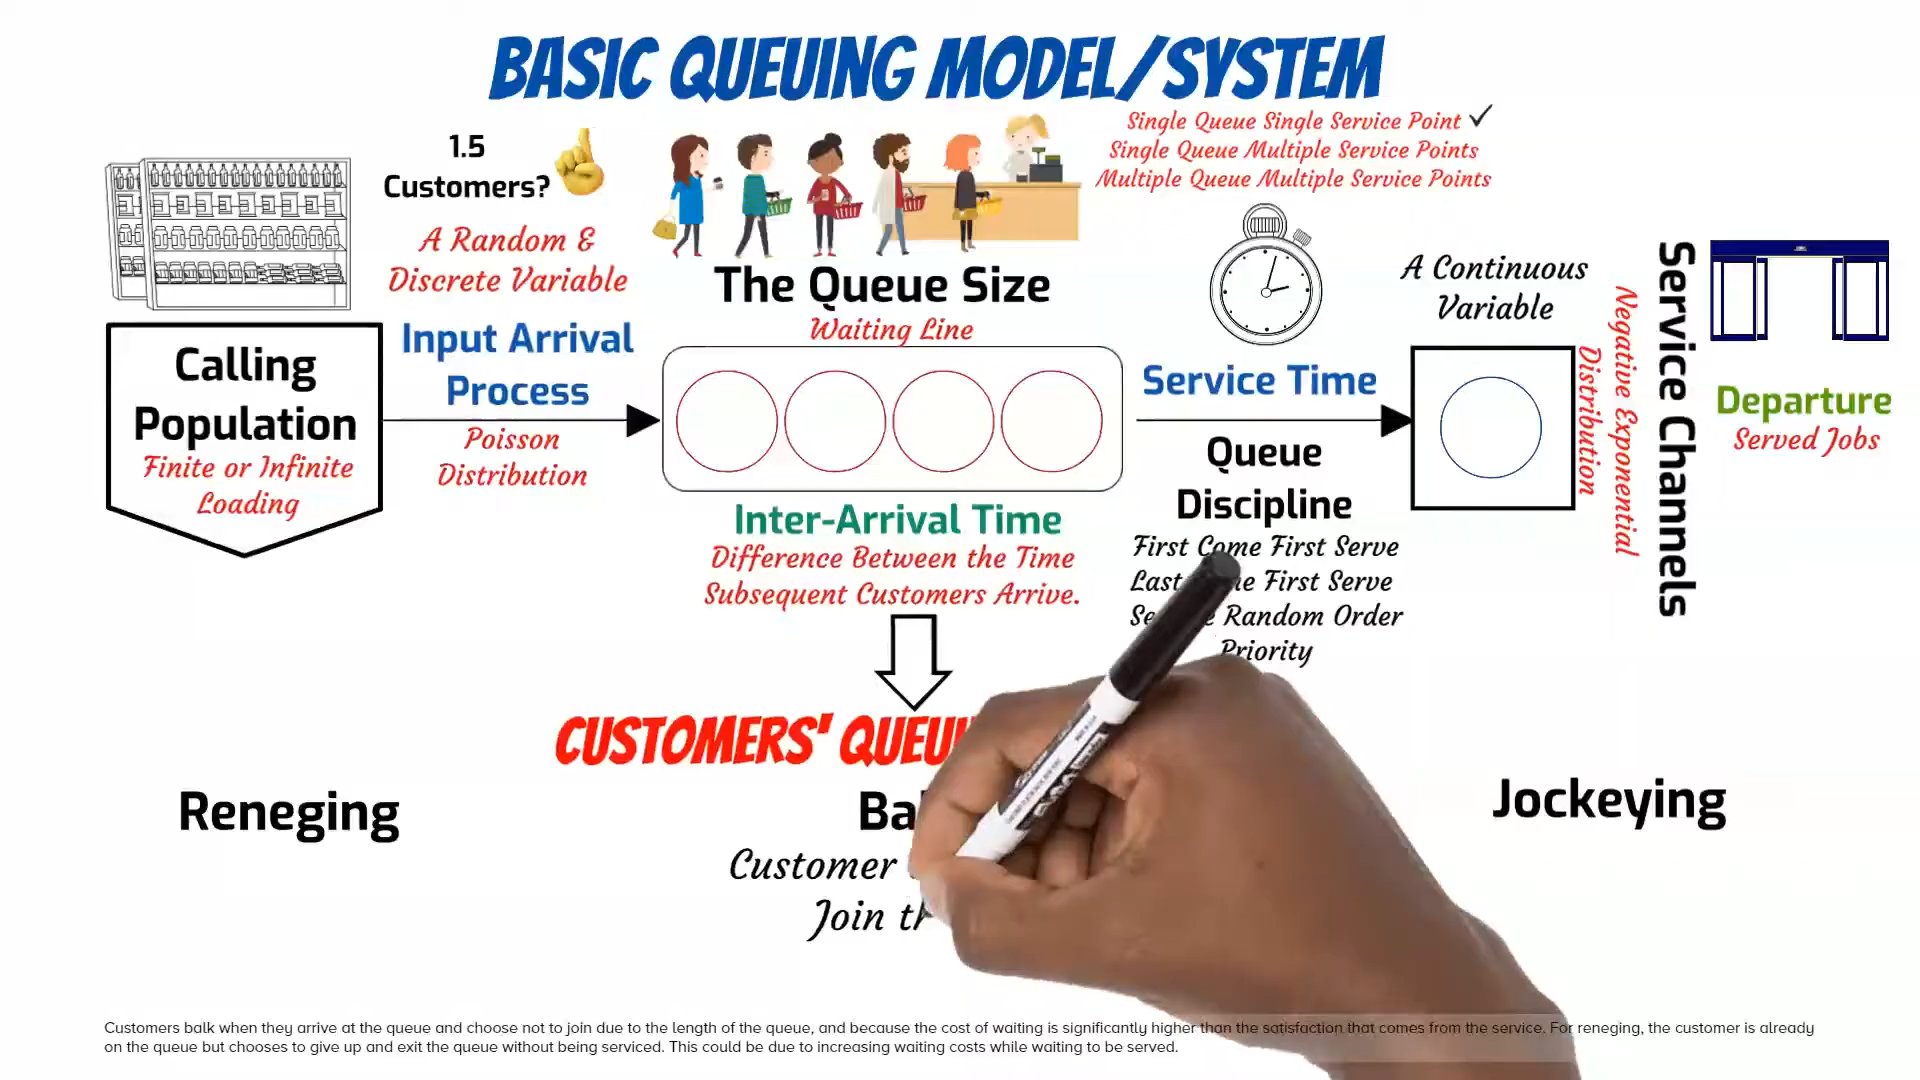 BASIC QUEUING MODEL/SYSTEM
Single Queue Single Service Point ✓
Single Queue Multiple Service Points
Multiple Queue Multiple Service Points
1.5
Customers?
A Random &
Discrete Variable
The Queue Size
Waiting Line
A Continuous
Variable
Calling
Population
Finite or Infinite
Loading
Input Arrival
Process
Poisson
Distribution
Service Time
Queue
Discipline
First Come First Serve
Last First Serve
Random Order
Priority
Negative Exponential
Distribution
Service Channels
Departure
Served Jobs
Inter-Arrival Time
Difference Between the Time
Subsequent Customers Arrive.
CUSTOMERS'
Reneging
Jockeying
Customer
Join
Customers balk when they arrive at the queue and choose not to join due to the length of the queue, and because the cost of waiting is significantly higher than the satisfaction that comes from the service. For reneging, the customer is already
on the queue but chooses to give up and exit the queue without being serviced. This could be due to increasing waiting costs while waiting to be served.